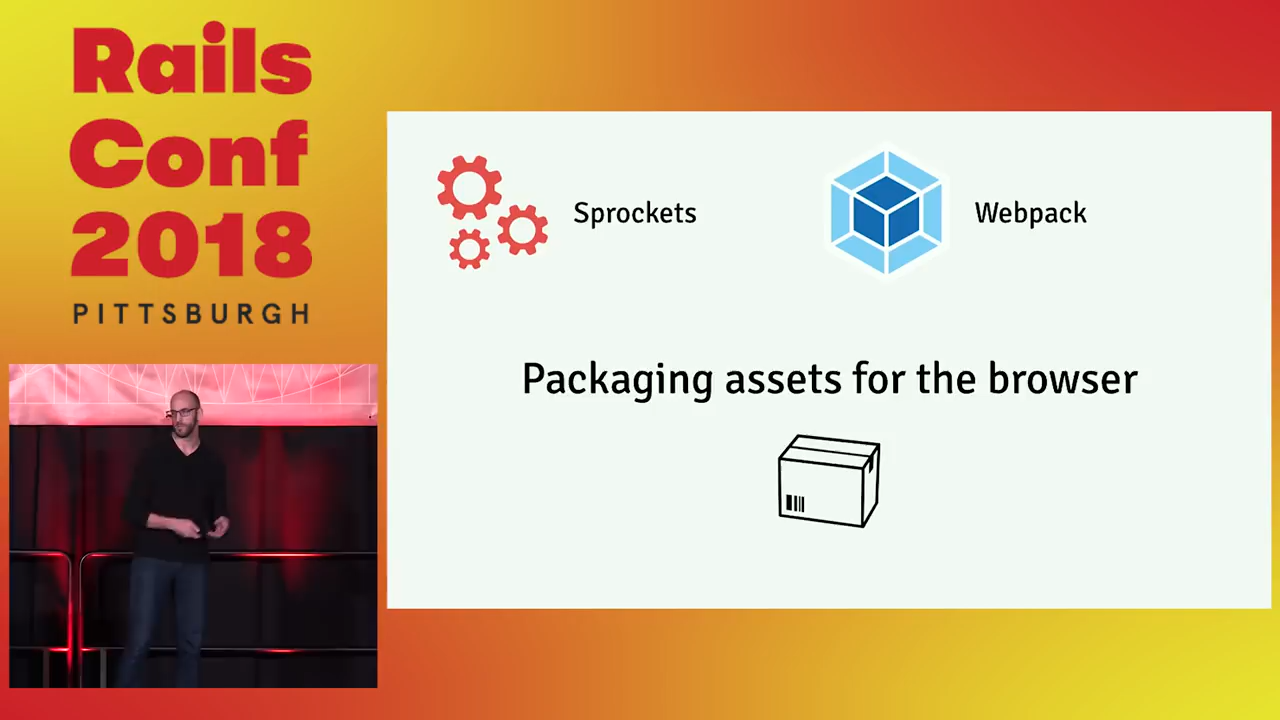 Rails
Conf
2018
PITTSBURGH
Sprockets
Webpack
Packaging assets for the browser